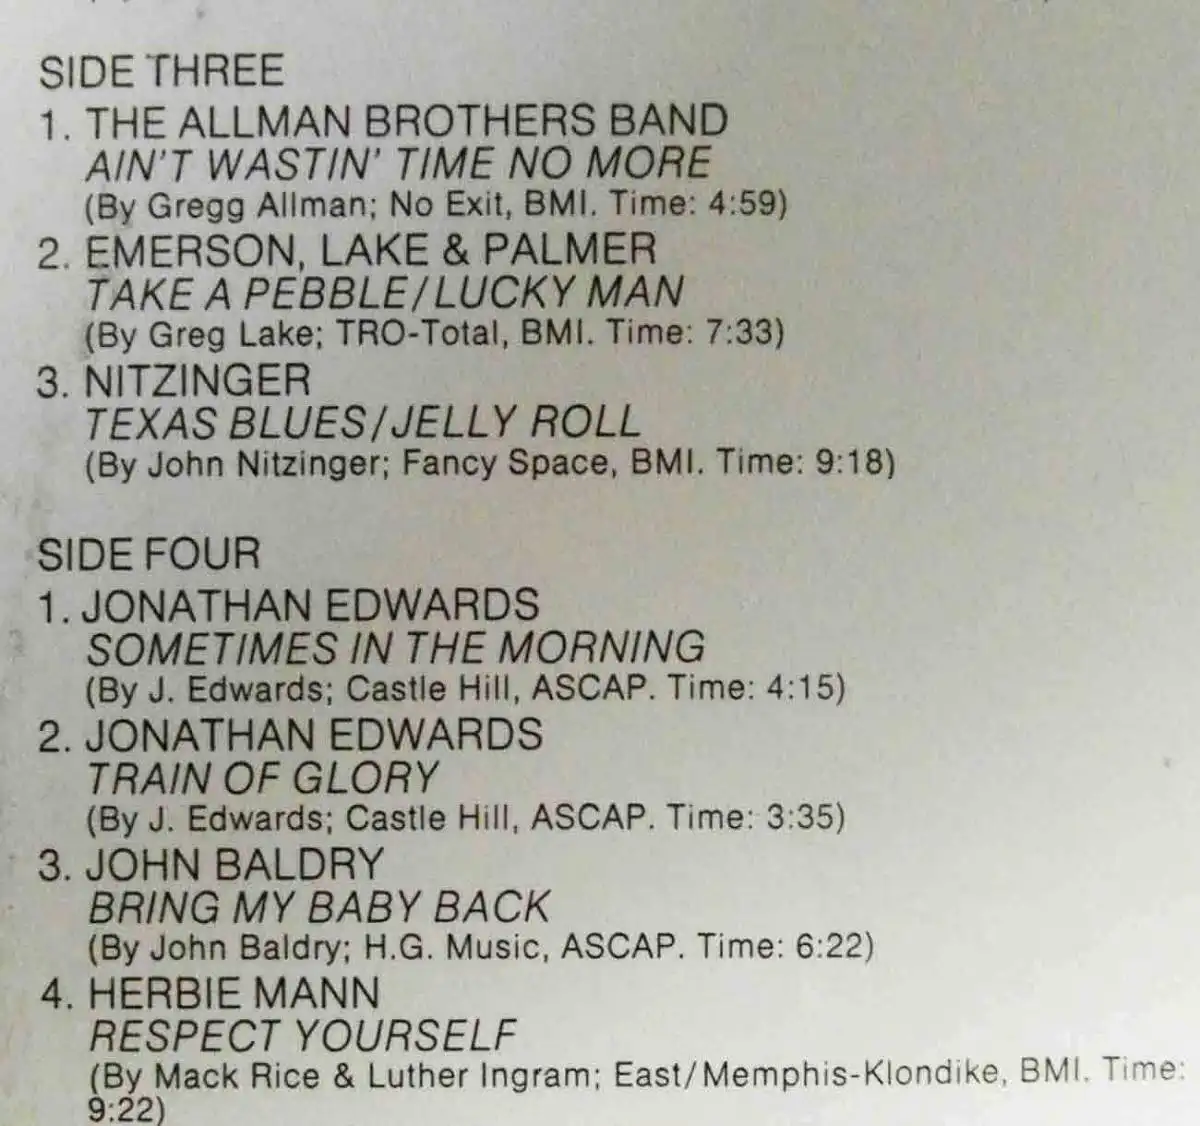 SIDE THREE
1. THE ALLMAN BROTHERS BAND
AIN'T WASTIN' TIME NO MORE
(By Gregg Allman; No Exit, BMI. Time: 4:59)
2. EMERSON, LAKE & PALMER
TAKE A PEBBLE/LUCKY MAN
(By Greg Lake; TRO-Total, BMI. Time: 7:33)
3. NITZINGER
TEXAS BLUES/JELLY ROLL
(By John Nitzinger; Fancy Space, BMI. Time: 9:18)
SIDE FOUR
1. JONATHAN EDWARDS
SOMETIMES IN THE MORNING
(By J. Edwards; Castle Hill, ASCAP. Time: 4:15)
2. JONATHAN EDWARDS
TRAIN OF GLORY
(By J. Edwards; Castle Hill, ASCAP. Time: 3:35)
3. JOHN BALDRY
BRING MY BABY BACK
(By John Baldry; H.G. Music, ASCAP. Time: 6:22)
4. HERBIE MANN
RESPECT YOURSELF
(By Mack Rice & Luther Ingram; East/Memphis-Klondike, BMI. Time:
9:22)